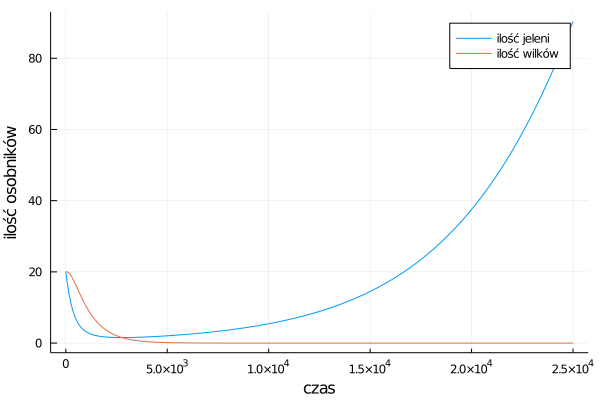 ilość jeleni
ilość wilków
ilość osobników
80
60
40
20
0
0
5.0×10³
1.0×10⁴
1.5×10⁴
2.0×10⁴
2.5×10⁴
czas